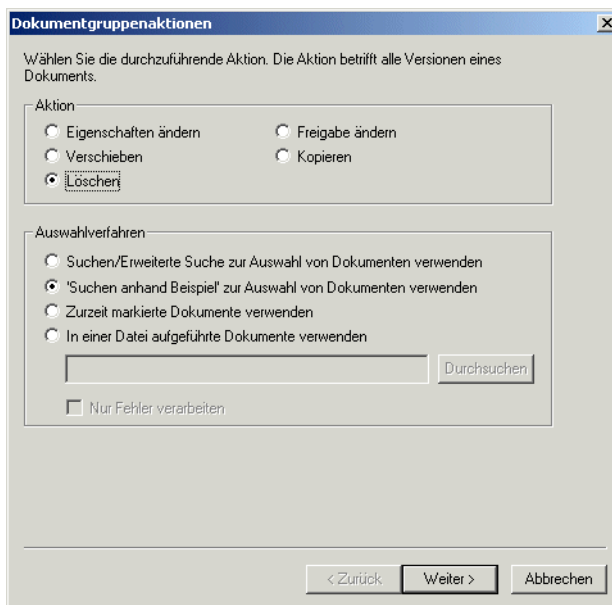 Dokumentgruppenaktionen
Wählen Sie die durchzuführende Aktion. Die Aktion betrifft alle Versionen eines
Dokuments.
Aktion
Eigenschaften ändern
Freigabe ändern
Verschieben
Kopieren
Löschen
Auswahlverfahren
Suchen/Erweiterte Suche zur Auswahl von Dokumenten verwenden
'Suchen anhand Beispiel' zur Auswahl von Dokumenten verwenden
Zurzeit markierte Dokumente verwenden
In einer Datei aufgeführte Dokumente verwenden
Durchsuchen
Nur Fehler verarbeiten
< Zurück
Weiter >
Abbrechen